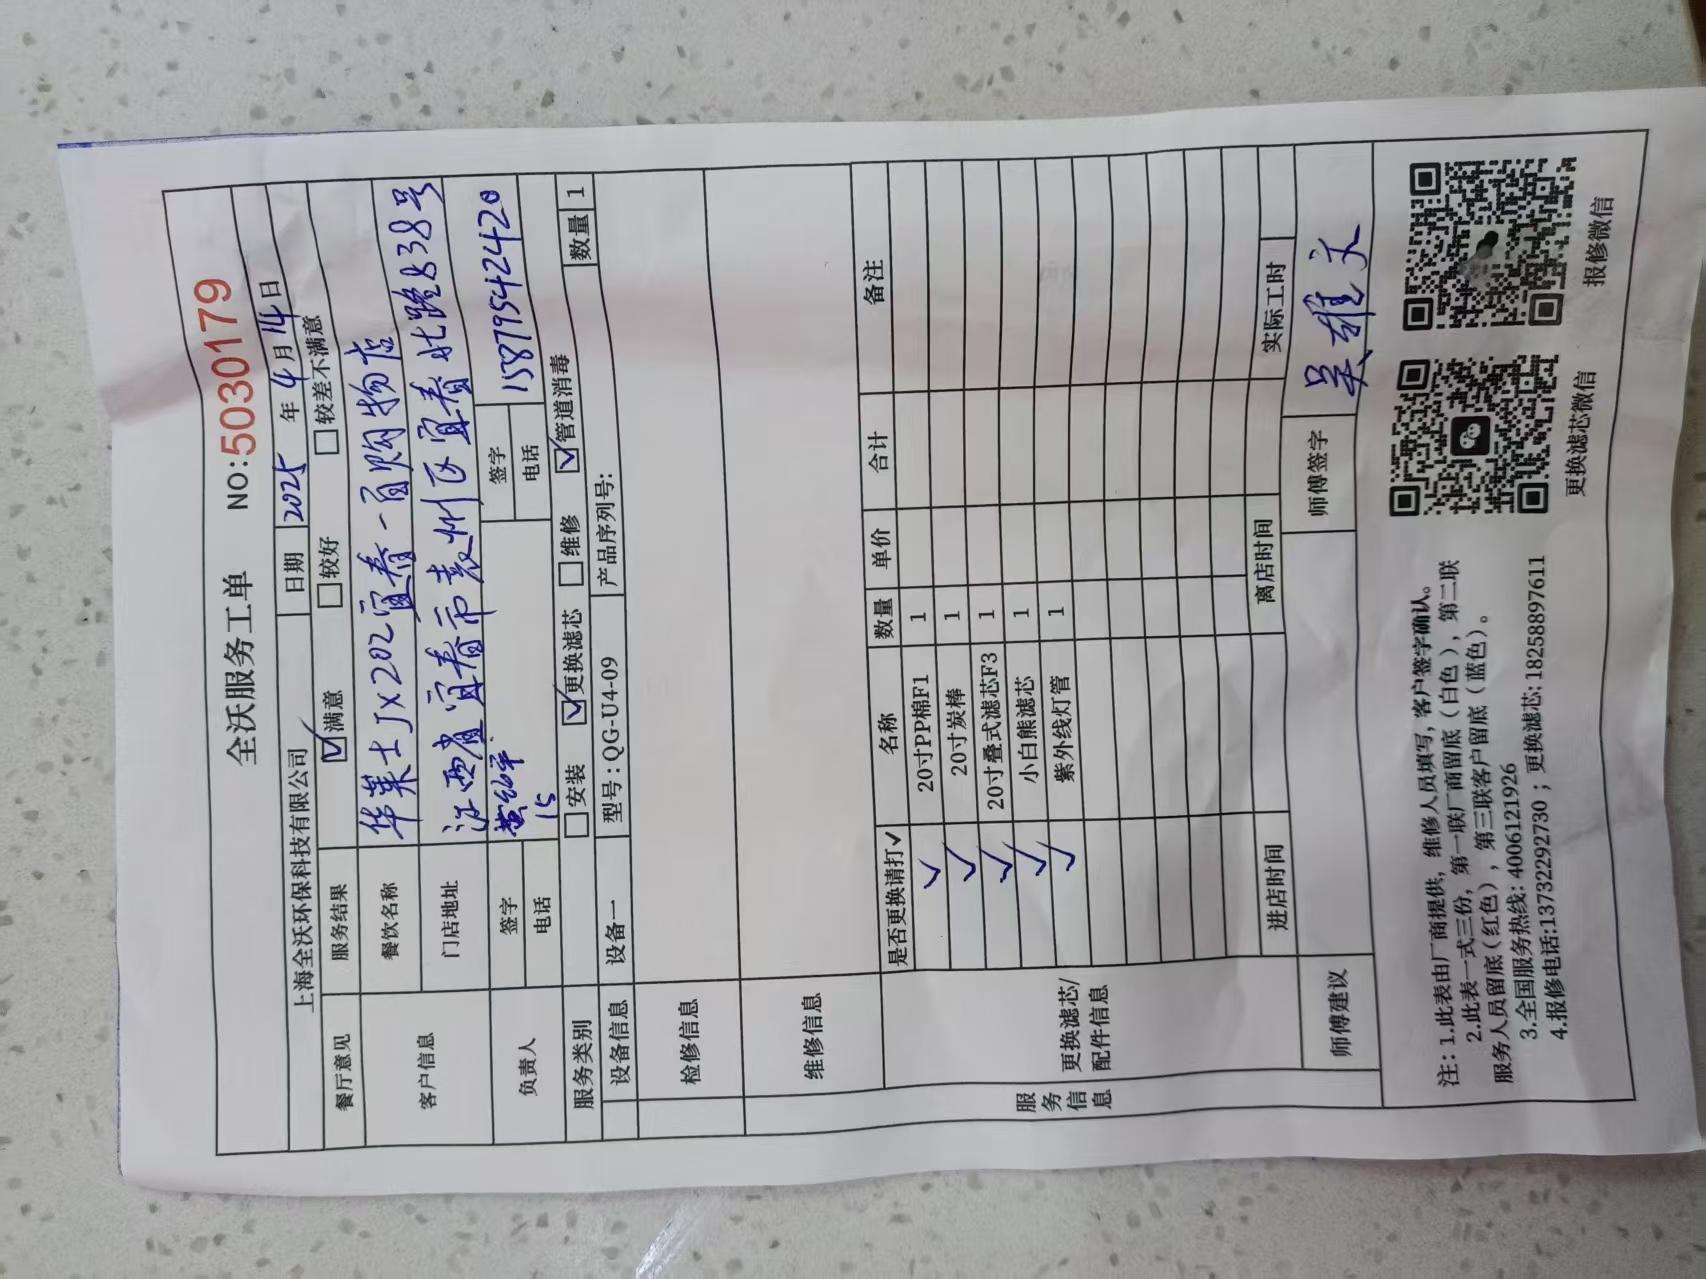 全沃服务工单 NO:5030179
上海全沃环保科技有限公司 日期 2025年4月14日
餐厅意见 服务结果 ☑满意 □较好 □较差不满意
客户信息 餐饮名称 华莱士JX202宜春一百购物店
门店地址 江西省宜春市袁州区宜春北路838号
负责人 签字 签字
电话 15 电话 15879542420
服务类别 □安装 ☑更换滤芯 □维修 ☑管道消毒
设备信息 设备一 型号:QG-U4-09 产品序列号: 数量 1
检修信息
维修信息
服务信息 更换滤芯/配件信息
是否更换请打✓ 名称 数量 单价 合计 备注
✓ 20寸PP棉F1 1
✓ 20寸炭棒 1
✓ 20寸叠式滤芯F3 1
✓ 小白熊滤芯 1
✓ 紫外线灯管 1
进店时间 离店时间 实际工时
师傅建议 师傅签字 吴雄文
注:1.此表由厂商提供,维修人员填写,客户签字确认。
2.此表一式三份,第一联厂商留底(白色),第二联
服务人员留底(红色),第三联客户留底(蓝色)。
3.全国服务热线:4006121926
4.报修电话:13732292730;更换滤芯:18258897611
更换滤芯微信 报修微信